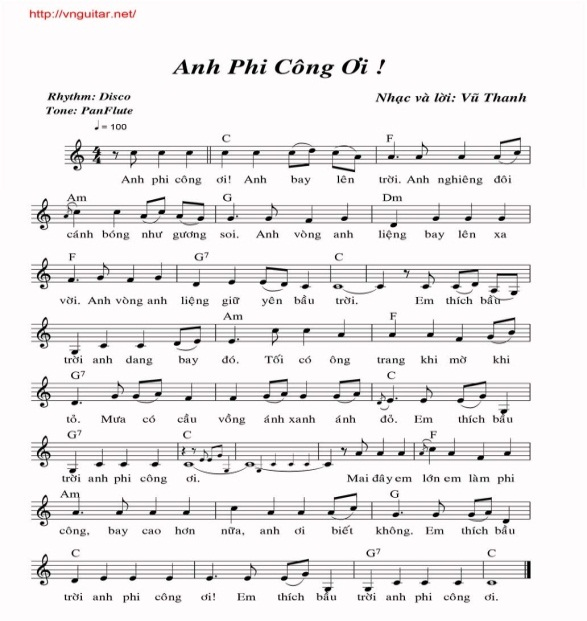 http://vnguitar.net/
Anh Phi Công Ơi !
Rhythm: Disco
Tone: PanFlute
Nhạc và lời: Vũ Thanh
♩ = 100
C F
Anh phi công ơi! Anh bay lên trời. Anh nghiêng đôi
Am G Dm
cánh bóng như gương soi. Anh vòng anh liệng bay lên xa
F G7 C
vời. Anh vòng anh liệng giữ yên bầu trời. Em thích bầu
Am F
trời anh dang bay đó. Tối có ông trang khi mờ khi
G7 C
tỏ. Mưa có cầu vồng ánh xanh ánh đỏ. Em thích bầu
G7 C Am F
trời anh phi công ơi. Mai đây em lớn em làm phi
Am G
công, bay cao hơn nữa, anh ơi biết không. Em thích bầu
C G7 C
trời anh phi công ơi! Em thích bầu trời anh phi công ơi.